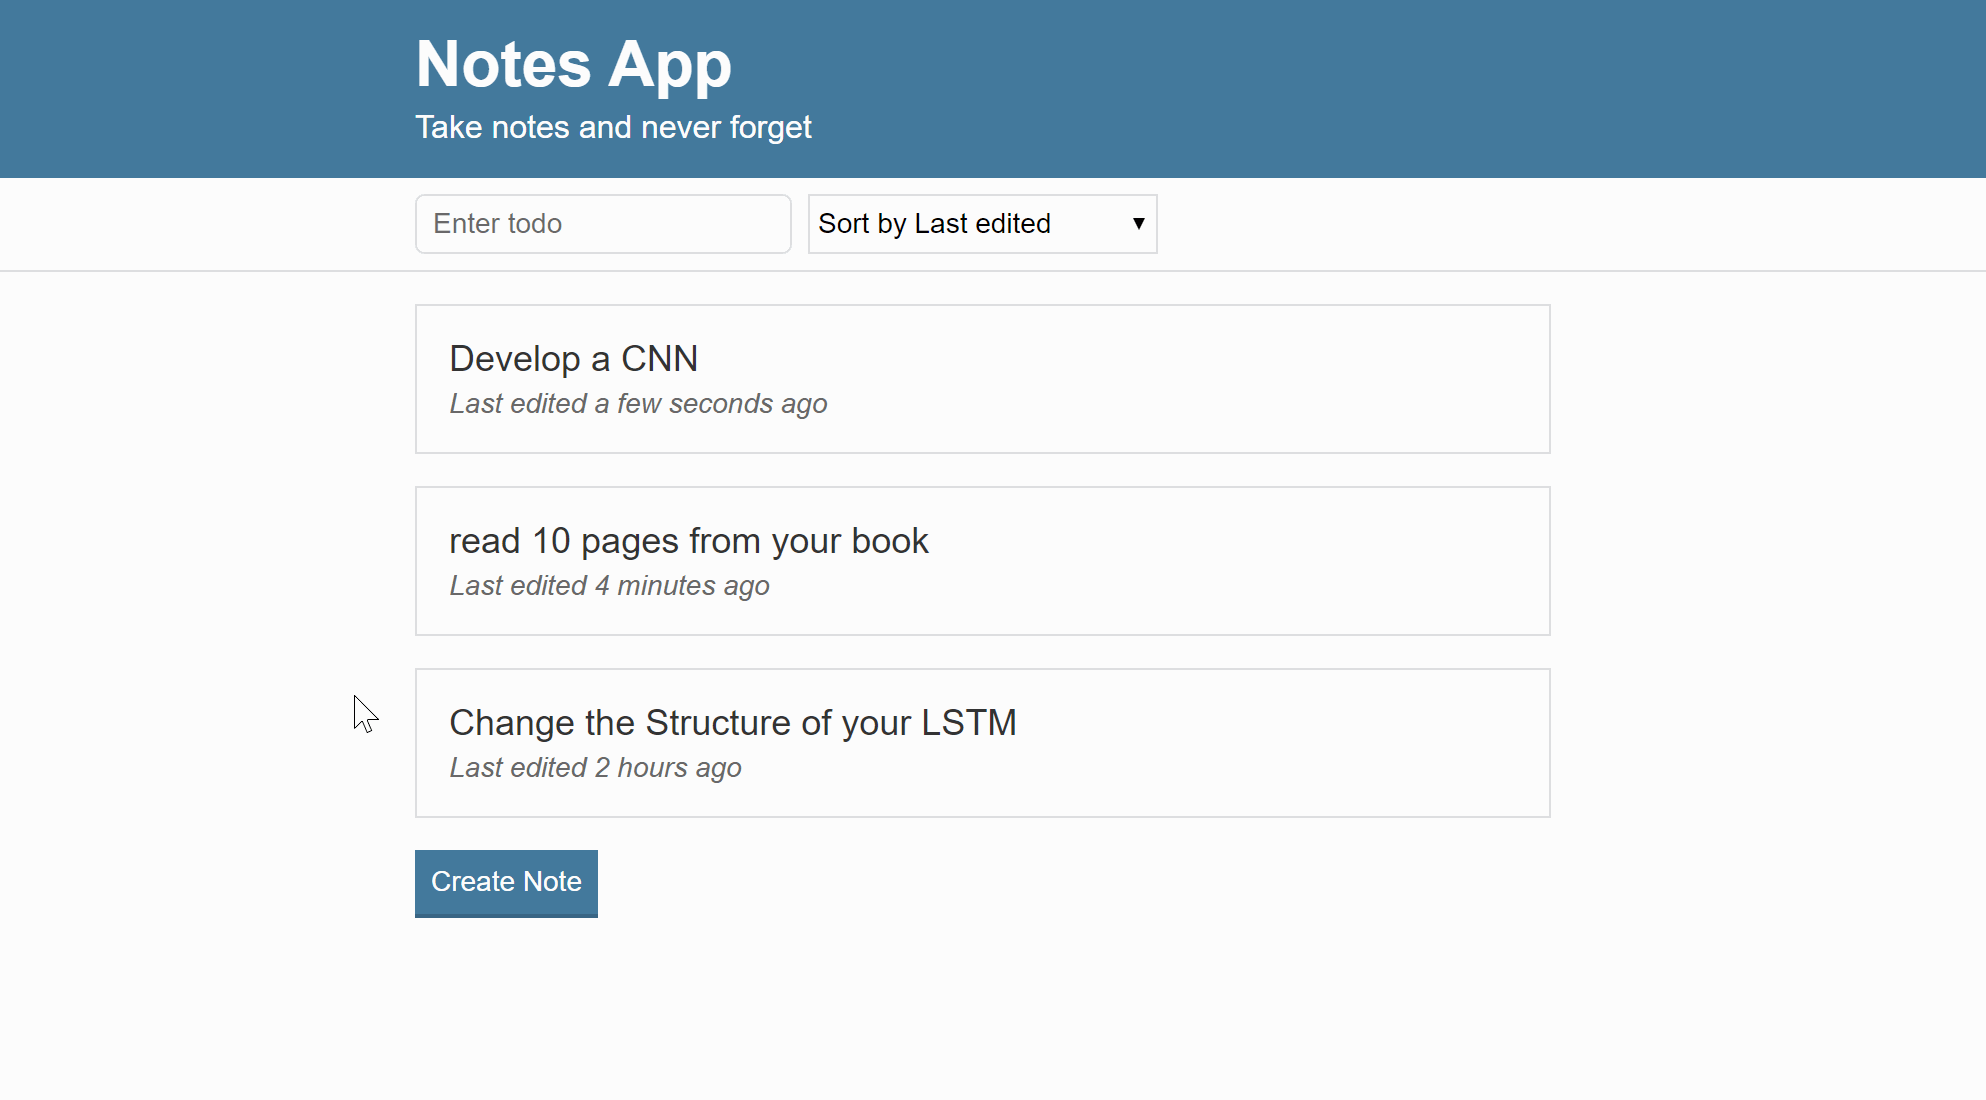 Notes App
Take notes and never forget
Enter todo
Sort by Last edited
Develop a CNN
Last edited a few seconds ago
read 10 pages from your book
Last edited 4 minutes ago
Change the Structure of your LSTM
Last edited 2 hours ago
Create Note